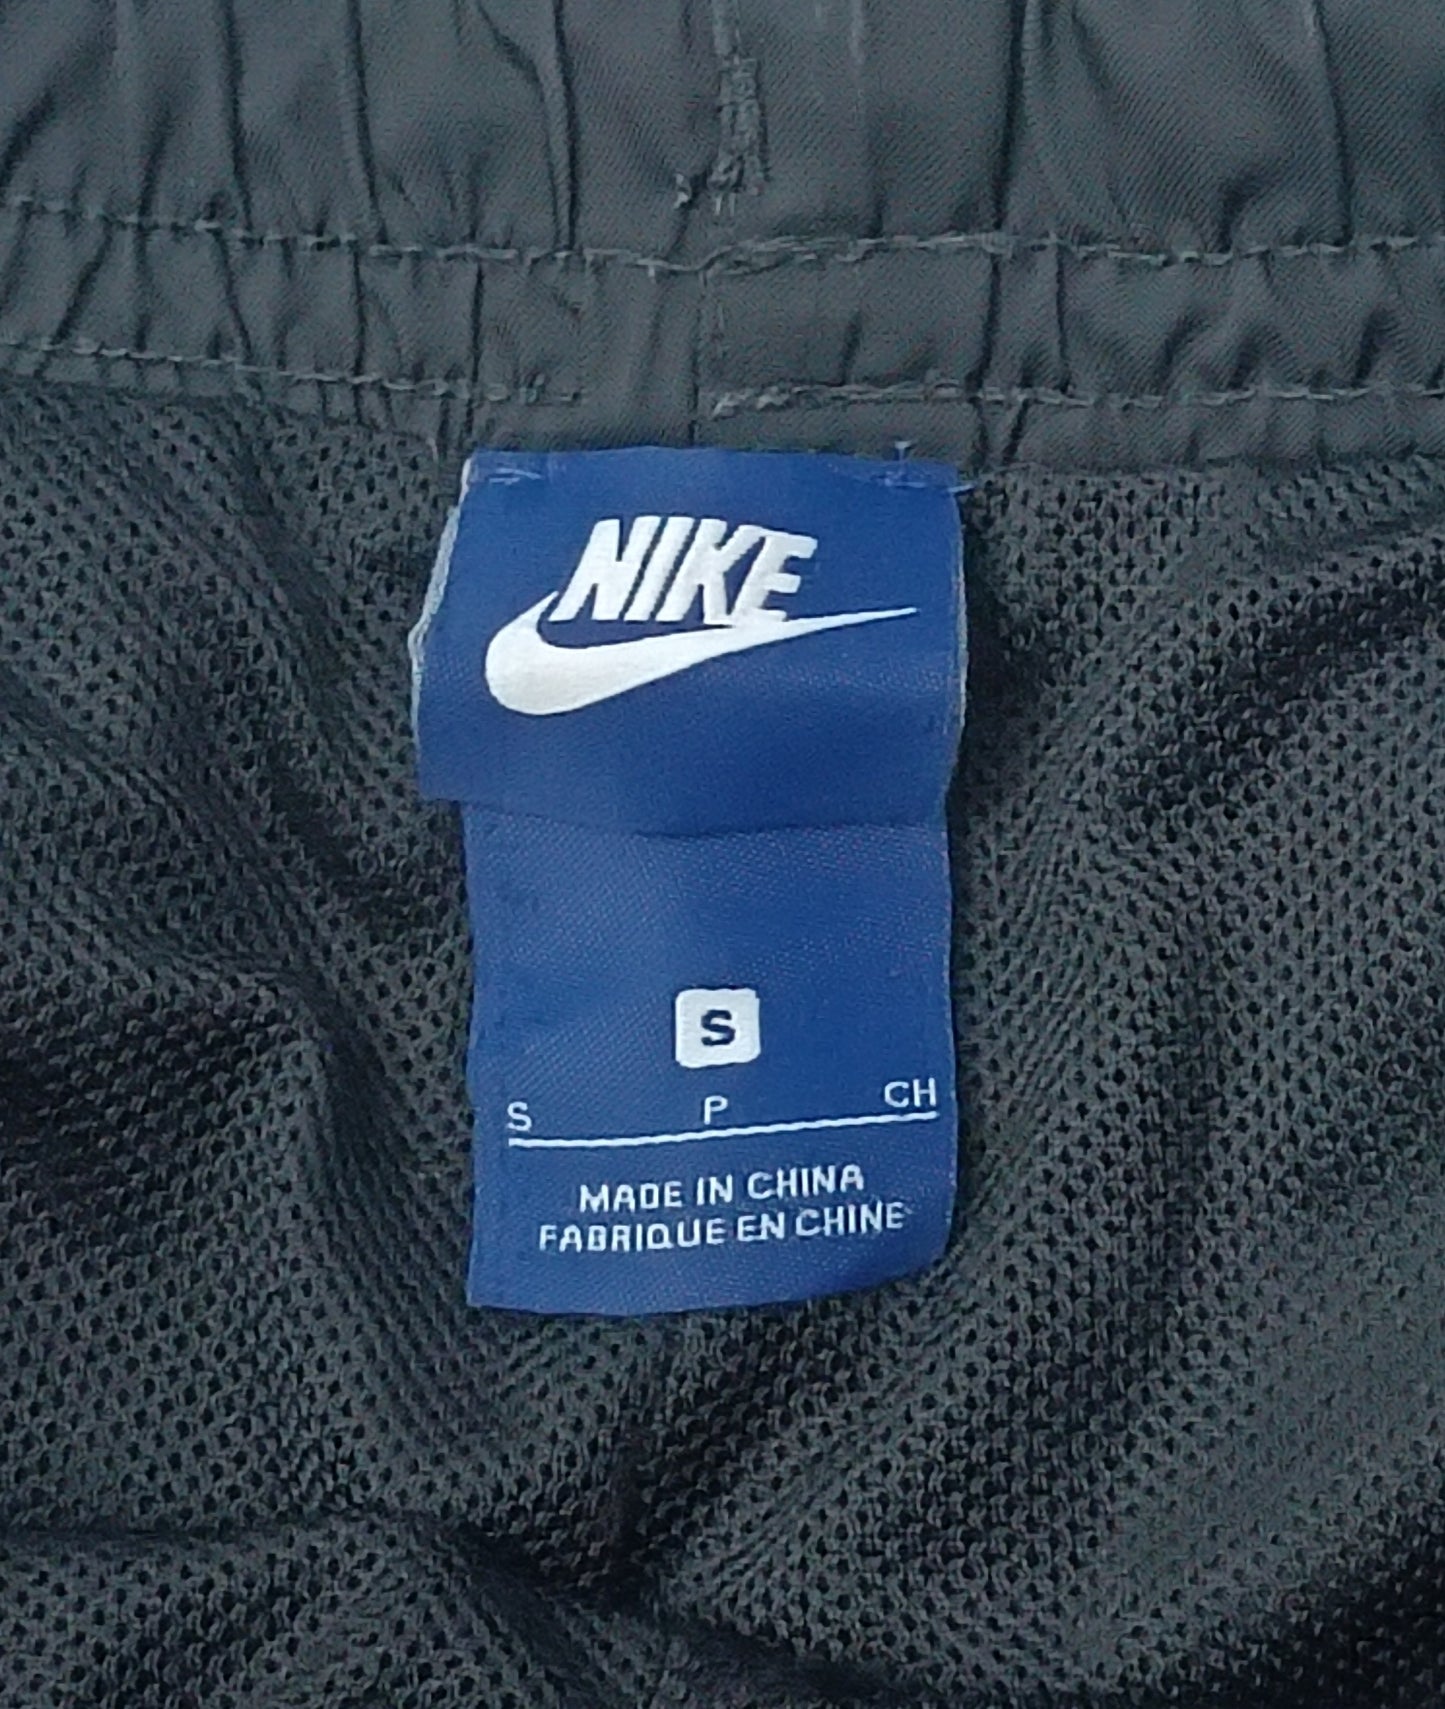 NIKE
S
S P CH
MADE IN CHINA
FABRIQUE EN CHINE